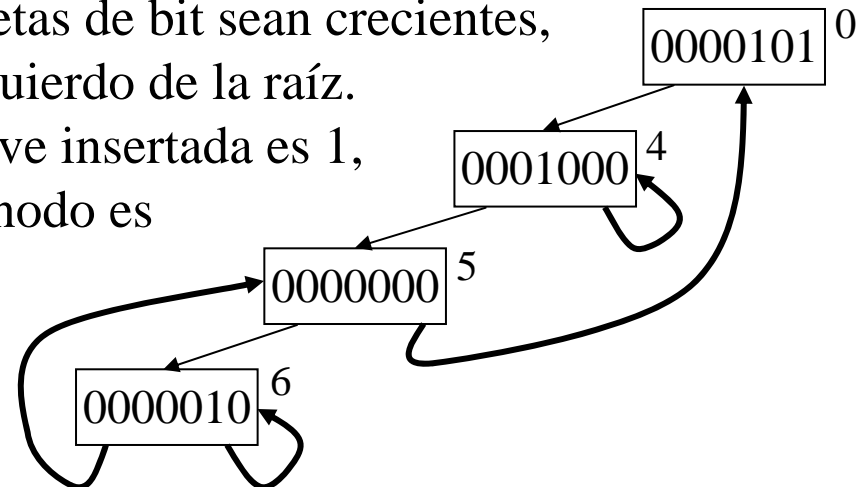 etas de bit sean crecientes,
uierdo de la raíz.
ve insertada es 1,
nodo es
0000101 0
0001000 4
0000000 5
0000010 6